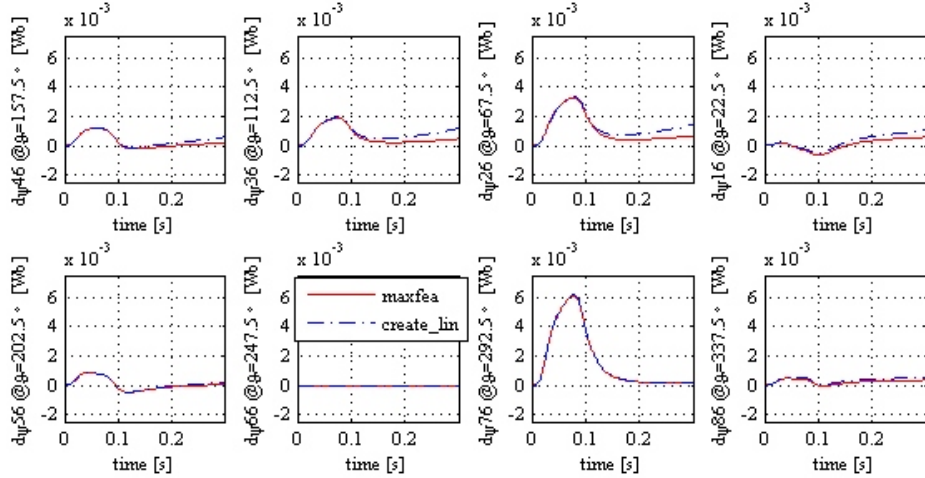 x 10⁻³ x 10⁻³ x 10⁻³ x 10⁻³
dψ46 @g=157.5° [Wb]
6
4
2
0
-2
0 0.1 0.2
time [s]
dψ36 @g=112.5° [Wb]
6
4
2
0
-2
0 0.1 0.2
time [s]
dψ26 @g=67.5° [Wb]
6
4
2
0
-2
0 0.1 0.2
time [s]
dψ16 @g=22.5° [Wb]
6
4
2
0
-2
0 0.1 0.2
time [s]
x 10⁻³ x 10⁻³ x 10⁻³ x 10⁻³
dψ56 @g=202.5° [Wb]
6
4
2
0
-2
0 0.1 0.2
time [s]
dψ66 @g=247.5° [Wb]
6
4
2
0
-2
maxfea
create_lin
0 0.1 0.2
time [s]
dψ76 @g=292.5° [Wb]
6
4
2
0
-2
0 0.1 0.2
time [s]
dψ86 @g=337.5° [Wb]
6
4
2
0
-2
0 0.1 0.2
time [s]